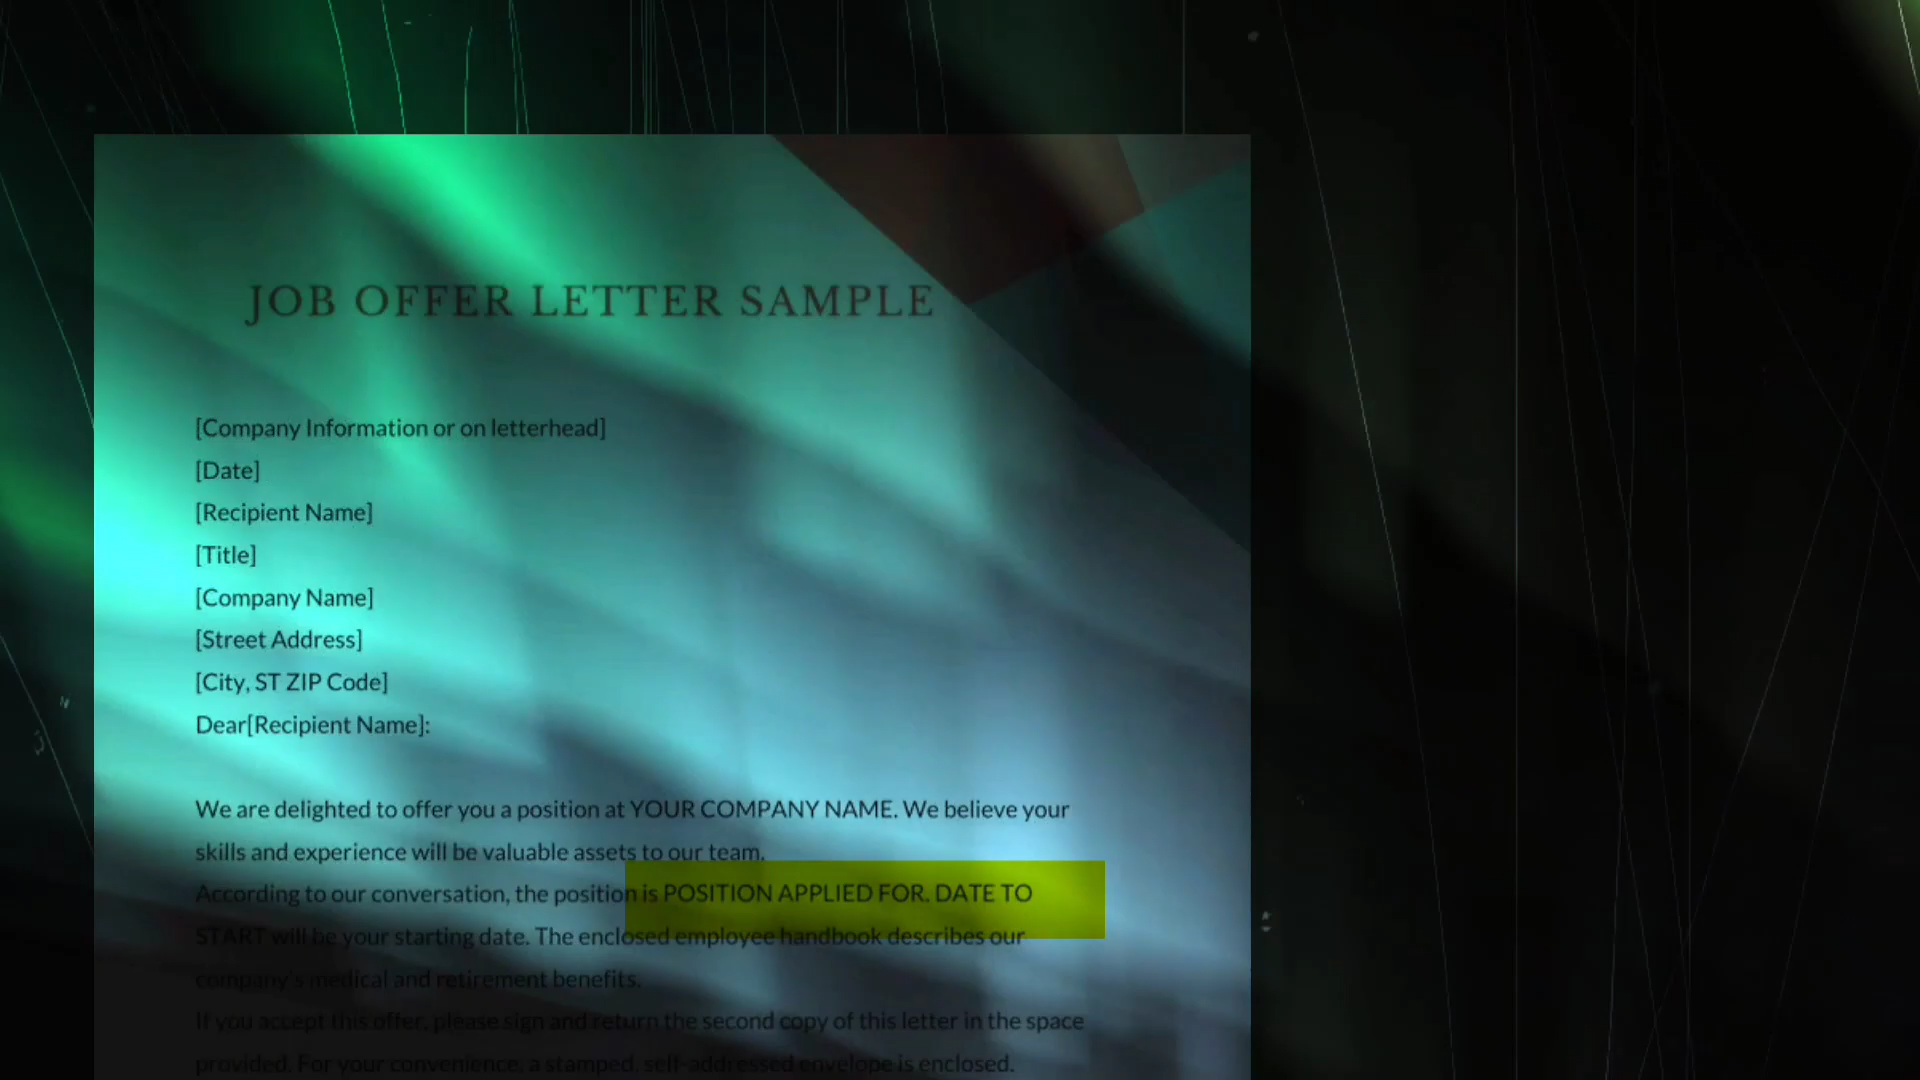 JOB OFFER LETTER SAMPLE
[Company Information or on letterhead]
[Date]
[Recipient Name]
[Title]
[Company Name]
[Street Address]
[City, ST ZIP Code]
Dear[Recipient Name]:
We are delighted to offer you a position at YOUR COMPANY NAME. We believe your
skills and experience will be valuable assets to our team.
According to our conversation, the position is POSITION APPLIED FOR. DATE TO
START will be your starting date. The enclosed employee handbook describes our
company's medical and retirement benefits.
If you accept this offer, please sign and return the second copy of this letter in the space
provided. For your convenience, a stamped, self-addressed envelope is enclosed.